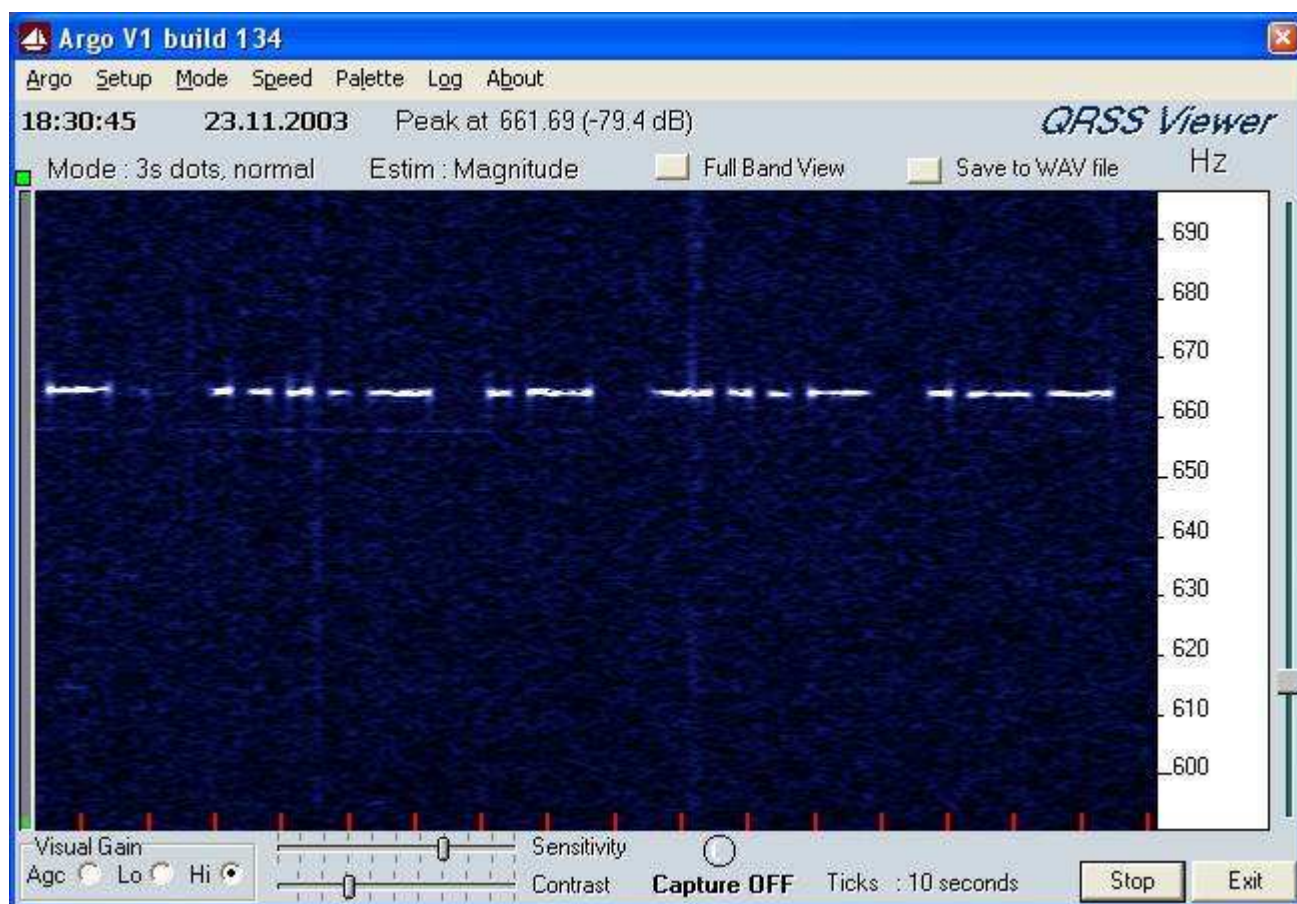 Argo V1 build 134
Argo Setup Mode Speed Palette Log About
18:30:45 23.11.2003 Peak at 661.69 (-79.4 dB) QRSS Viewer
Mode : 3s dots, normal Estim : Magnitude Full Band View Save to WAV file Hz
690
680
670
660
650
640
630
620
610
600
Visual Gain Sensitivity
Agc Lo Hi Contrast Capture OFF Ticks : 10 seconds Stop Exit